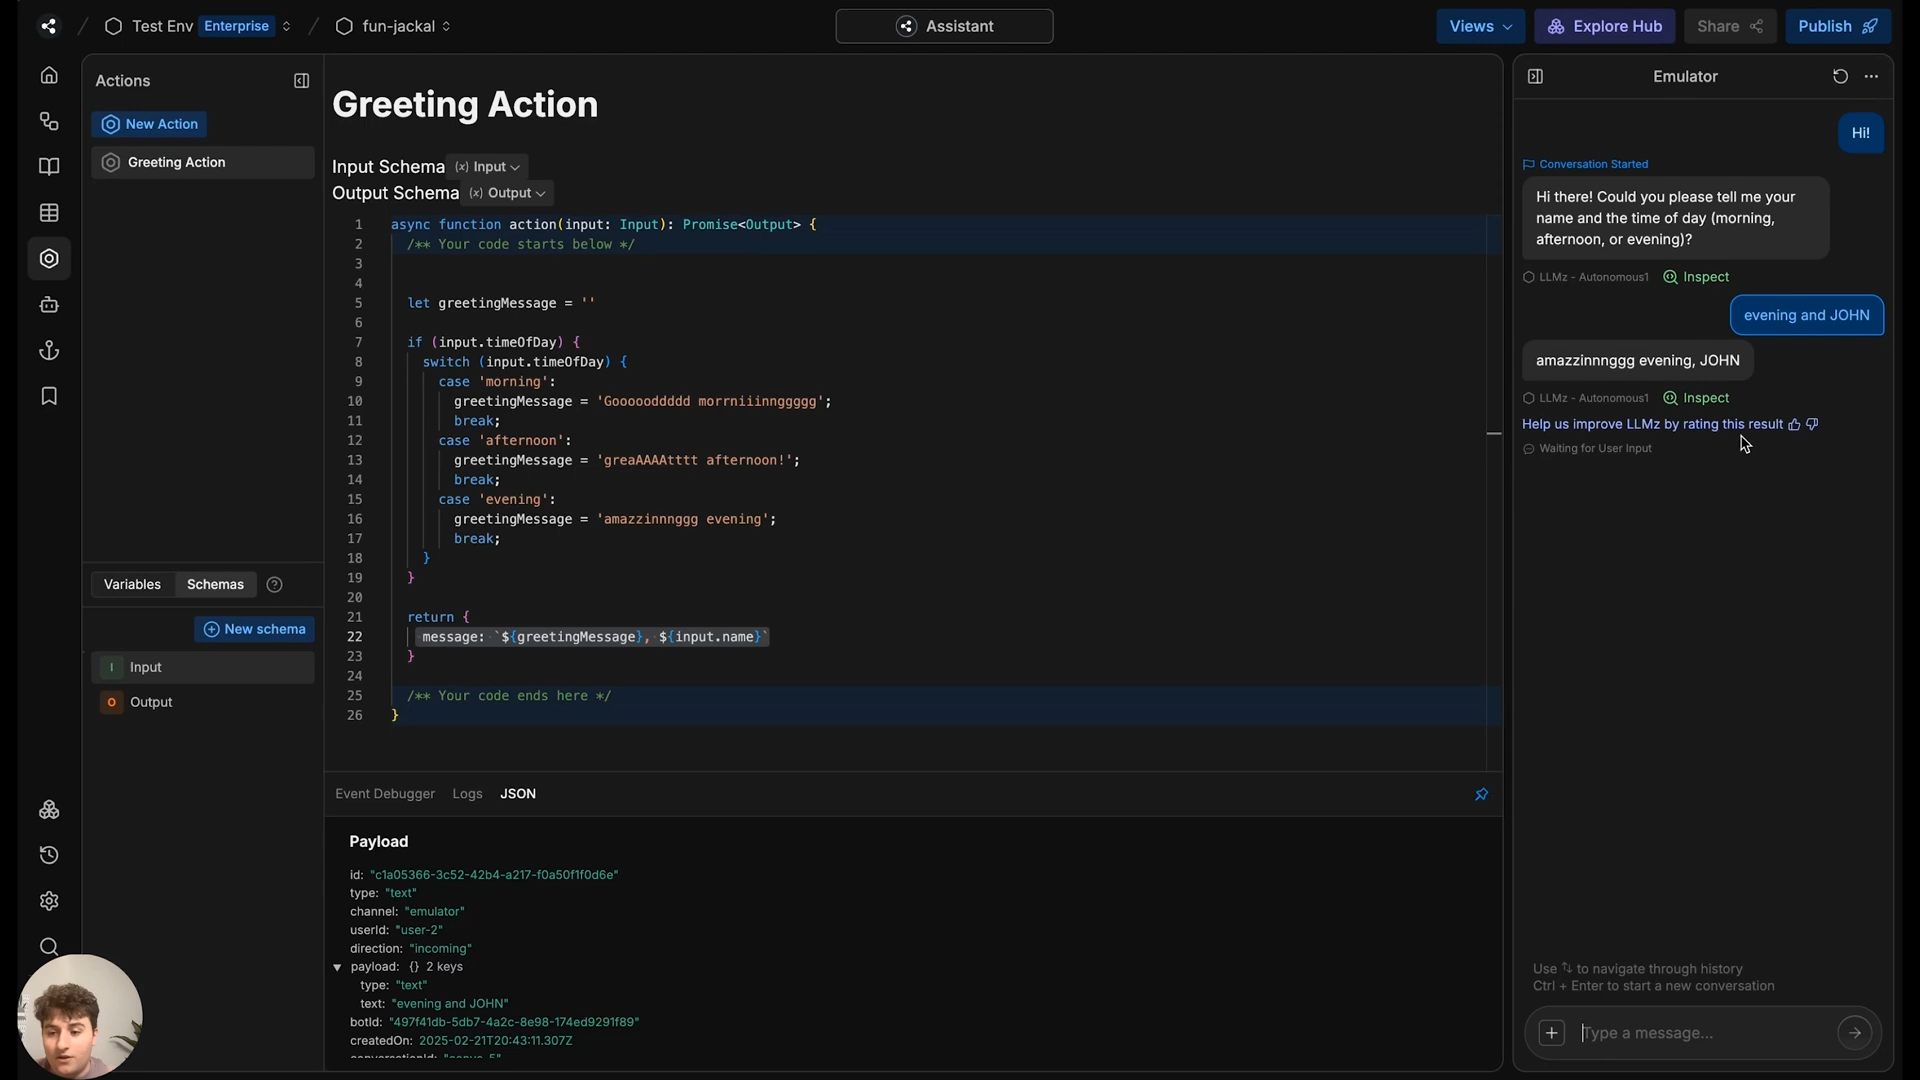 Test Env Enterprise
fun-jackal
Assistant
Views
Explore Hub
Share
Publish
Actions
New Action
Greeting Action
Variables
Schemas
New schema
I Input
O Output
Greeting Action
Input Schema (x) Input
Output Schema (x) Output
1 async function action(input: Input): Promise<Output> {
2 /** Your code starts below */
3
4
5 let greetingMessage = ''
6
7 if (input.timeOfDay) {
8 switch (input.timeOfDay) {
9 case 'morning':
10 greetingMessage = 'Goooooddddd morrniiinnggggg';
11 break;
12 case 'afternoon':
13 greetingMessage = 'greaAAAAtttt afternoon!';
14 break;
15 case 'evening':
16 greetingMessage = 'amazzinnnggg evening';
17 break;
18 }
19 }
20
21 return {
22 message: `${greetingMessage}, ${input.name}`
23 }
24
25 /** Your code ends here */
26 }
Event Debugger
Logs
JSON
Payload
id: "c1a05366-3c52-42b4-a217-f0a50f1f0d6e"
type: "text"
channel: "emulator"
userId: "user-2"
direction: "incoming"
payload: {} 2 keys
type: "text"
text: "evening and JOHN"
botId: "497f41db-5db7-4a2c-8e98-174ed9291f89"
createdOn: 2025-02-21T20:43:11.307Z
Emulator
Hi!
Conversation Started
Hi there! Could you please tell me your
name and the time of day (morning,
afternoon, or evening)?
LLMz - Autonomous1 Inspect
evening and JOHN
amazzinnnggg evening, JOHN
LLMz - Autonomous1 Inspect
Help us improve LLMz by rating this result
Waiting for User Input
Use ↑↓ to navigate through history
Ctrl + Enter to start a new conversation
Type a message...